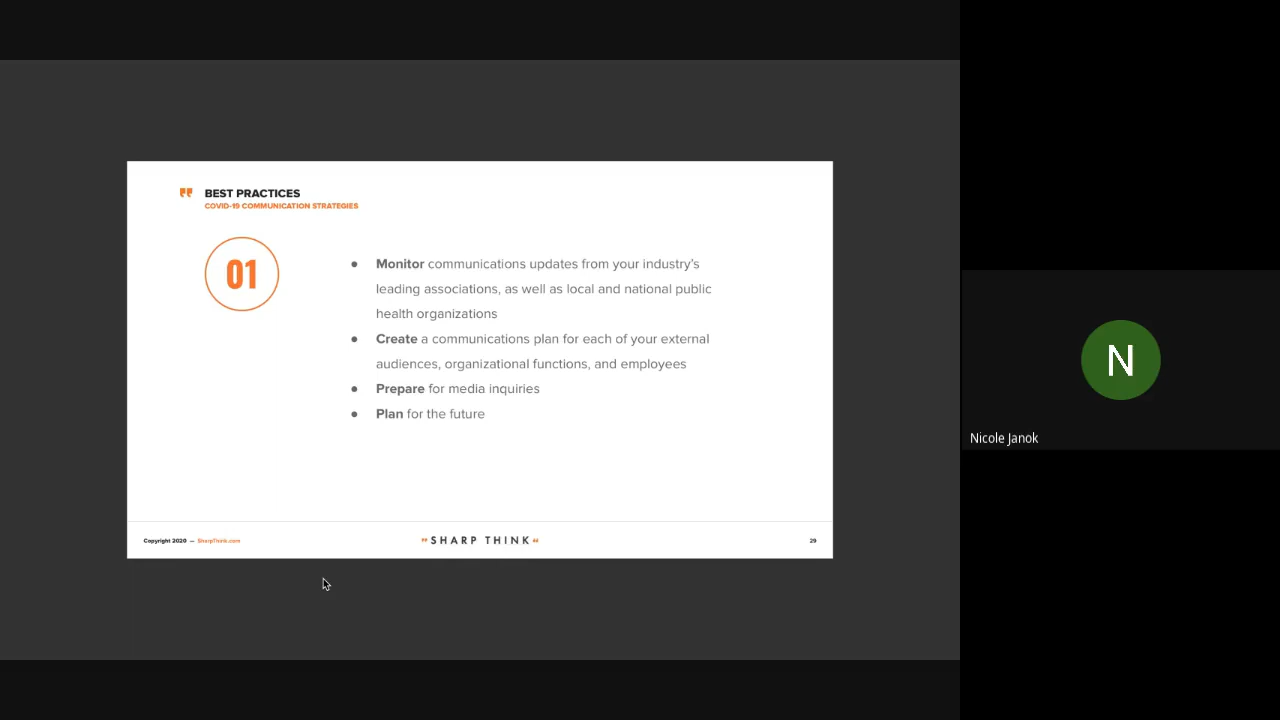 BEST PRACTICES
COVID-19 COMMUNICATION STRATEGIES
01
● Monitor communications updates from your industry’s
leading associations, as well as local and national public
health organizations
● Create a communications plan for each of your external
audiences, organizational functions, and employees
● Prepare for media inquiries
● Plan for the future
Copyright 2020 — SharpThink.com
SHARP THINK
29
N
Nicole Janok